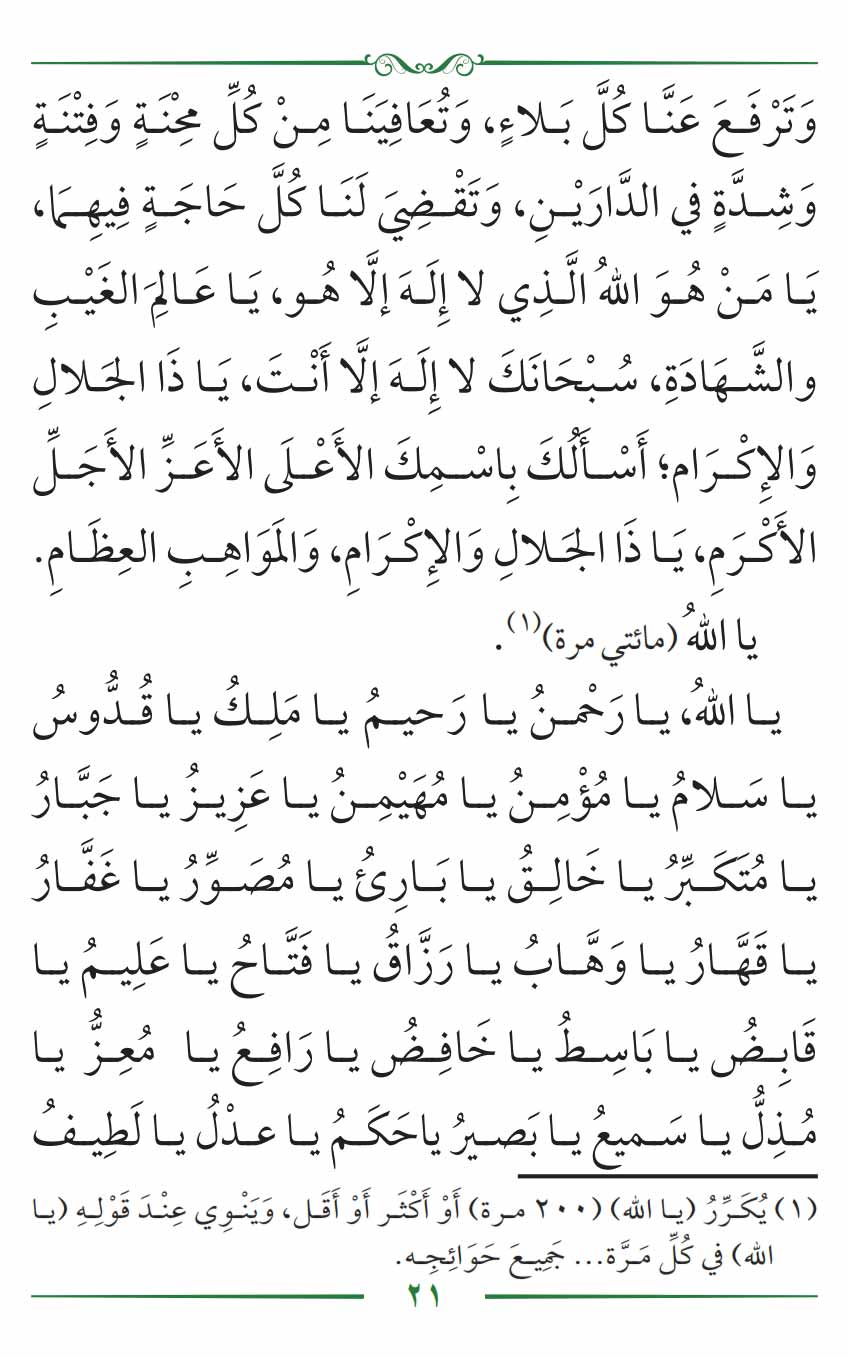 وَتَرْفَعَ عَنَّا كُلَّ بَلاءٍ، وَتُعَافِيَنَا مِنْ كُلِّ مِحْنَةٍ وَفِتْنَةٍ
وَشِدَّةٍ فِي الدَّارَيْنِ، وَتَقْضِيَ لَنَا كُلَّ حَاجَةٍ فِيهِمَا،
يَا مَنْ هُوَ اللهُ الَّذِي لا إِلَهَ إلَّا هُو، يَا عَالِمَ الغَيْبِ
والشَّهَادَةِ، سُبْحَانَكَ لا إِلَهَ إلَّا أَنْتَ، يَا ذَا الجَلالِ
وَالإِكْرَام؛ أَسْأَلُكَ بِاسْمِكَ الأَعْلَى الأَعَزِّ الأَجَلِّ
الأَكْرَمِ، يَا ذَا الجَلالِ وَالإِكْرَامِ، وَالمَوَاهِبِ العِظَامِ.
يا اللهُ (مائتي مرة)(١).
يا اللهُ، يا رَحْمنُ يا رَحيمُ يا مَلِكُ يا قُدُّوسُ
يا سَلامُ يا مُؤْمِنُ يا مُهَيْمِنُ يا عَزِيزُ يا جَبَّارُ
يا مُتَكَبِّرُ يا خَالِقُ يا بَارِئُ يا مُصَوِّرُ يا غَفَّارُ
يا قَهَّارُ يا وَهَّابُ يا رَزَّاقُ يا فَتَّاحُ يا عَلِيمُ يا
قَابِضُ يا بَاسِطُ يا خَافِضُ يا رَافِعُ يا مُعِزُّ يا
مُذِلُّ يا سَميعُ يا بَصيرُ ياحَكَمُ يا عدْلُ يا لَطِيفُ
(١) يُكَرِّرُ (يا الله) (٢٠٠ مرة) أَوْ أَكْثَر أَوْ أَقَل، وَيَنْوِي عِنْدَ قَوْلِهِ (يا
الله) في كُلِّ مَرَّة... جَمِيعَ حَوَائِجِه.
٢١